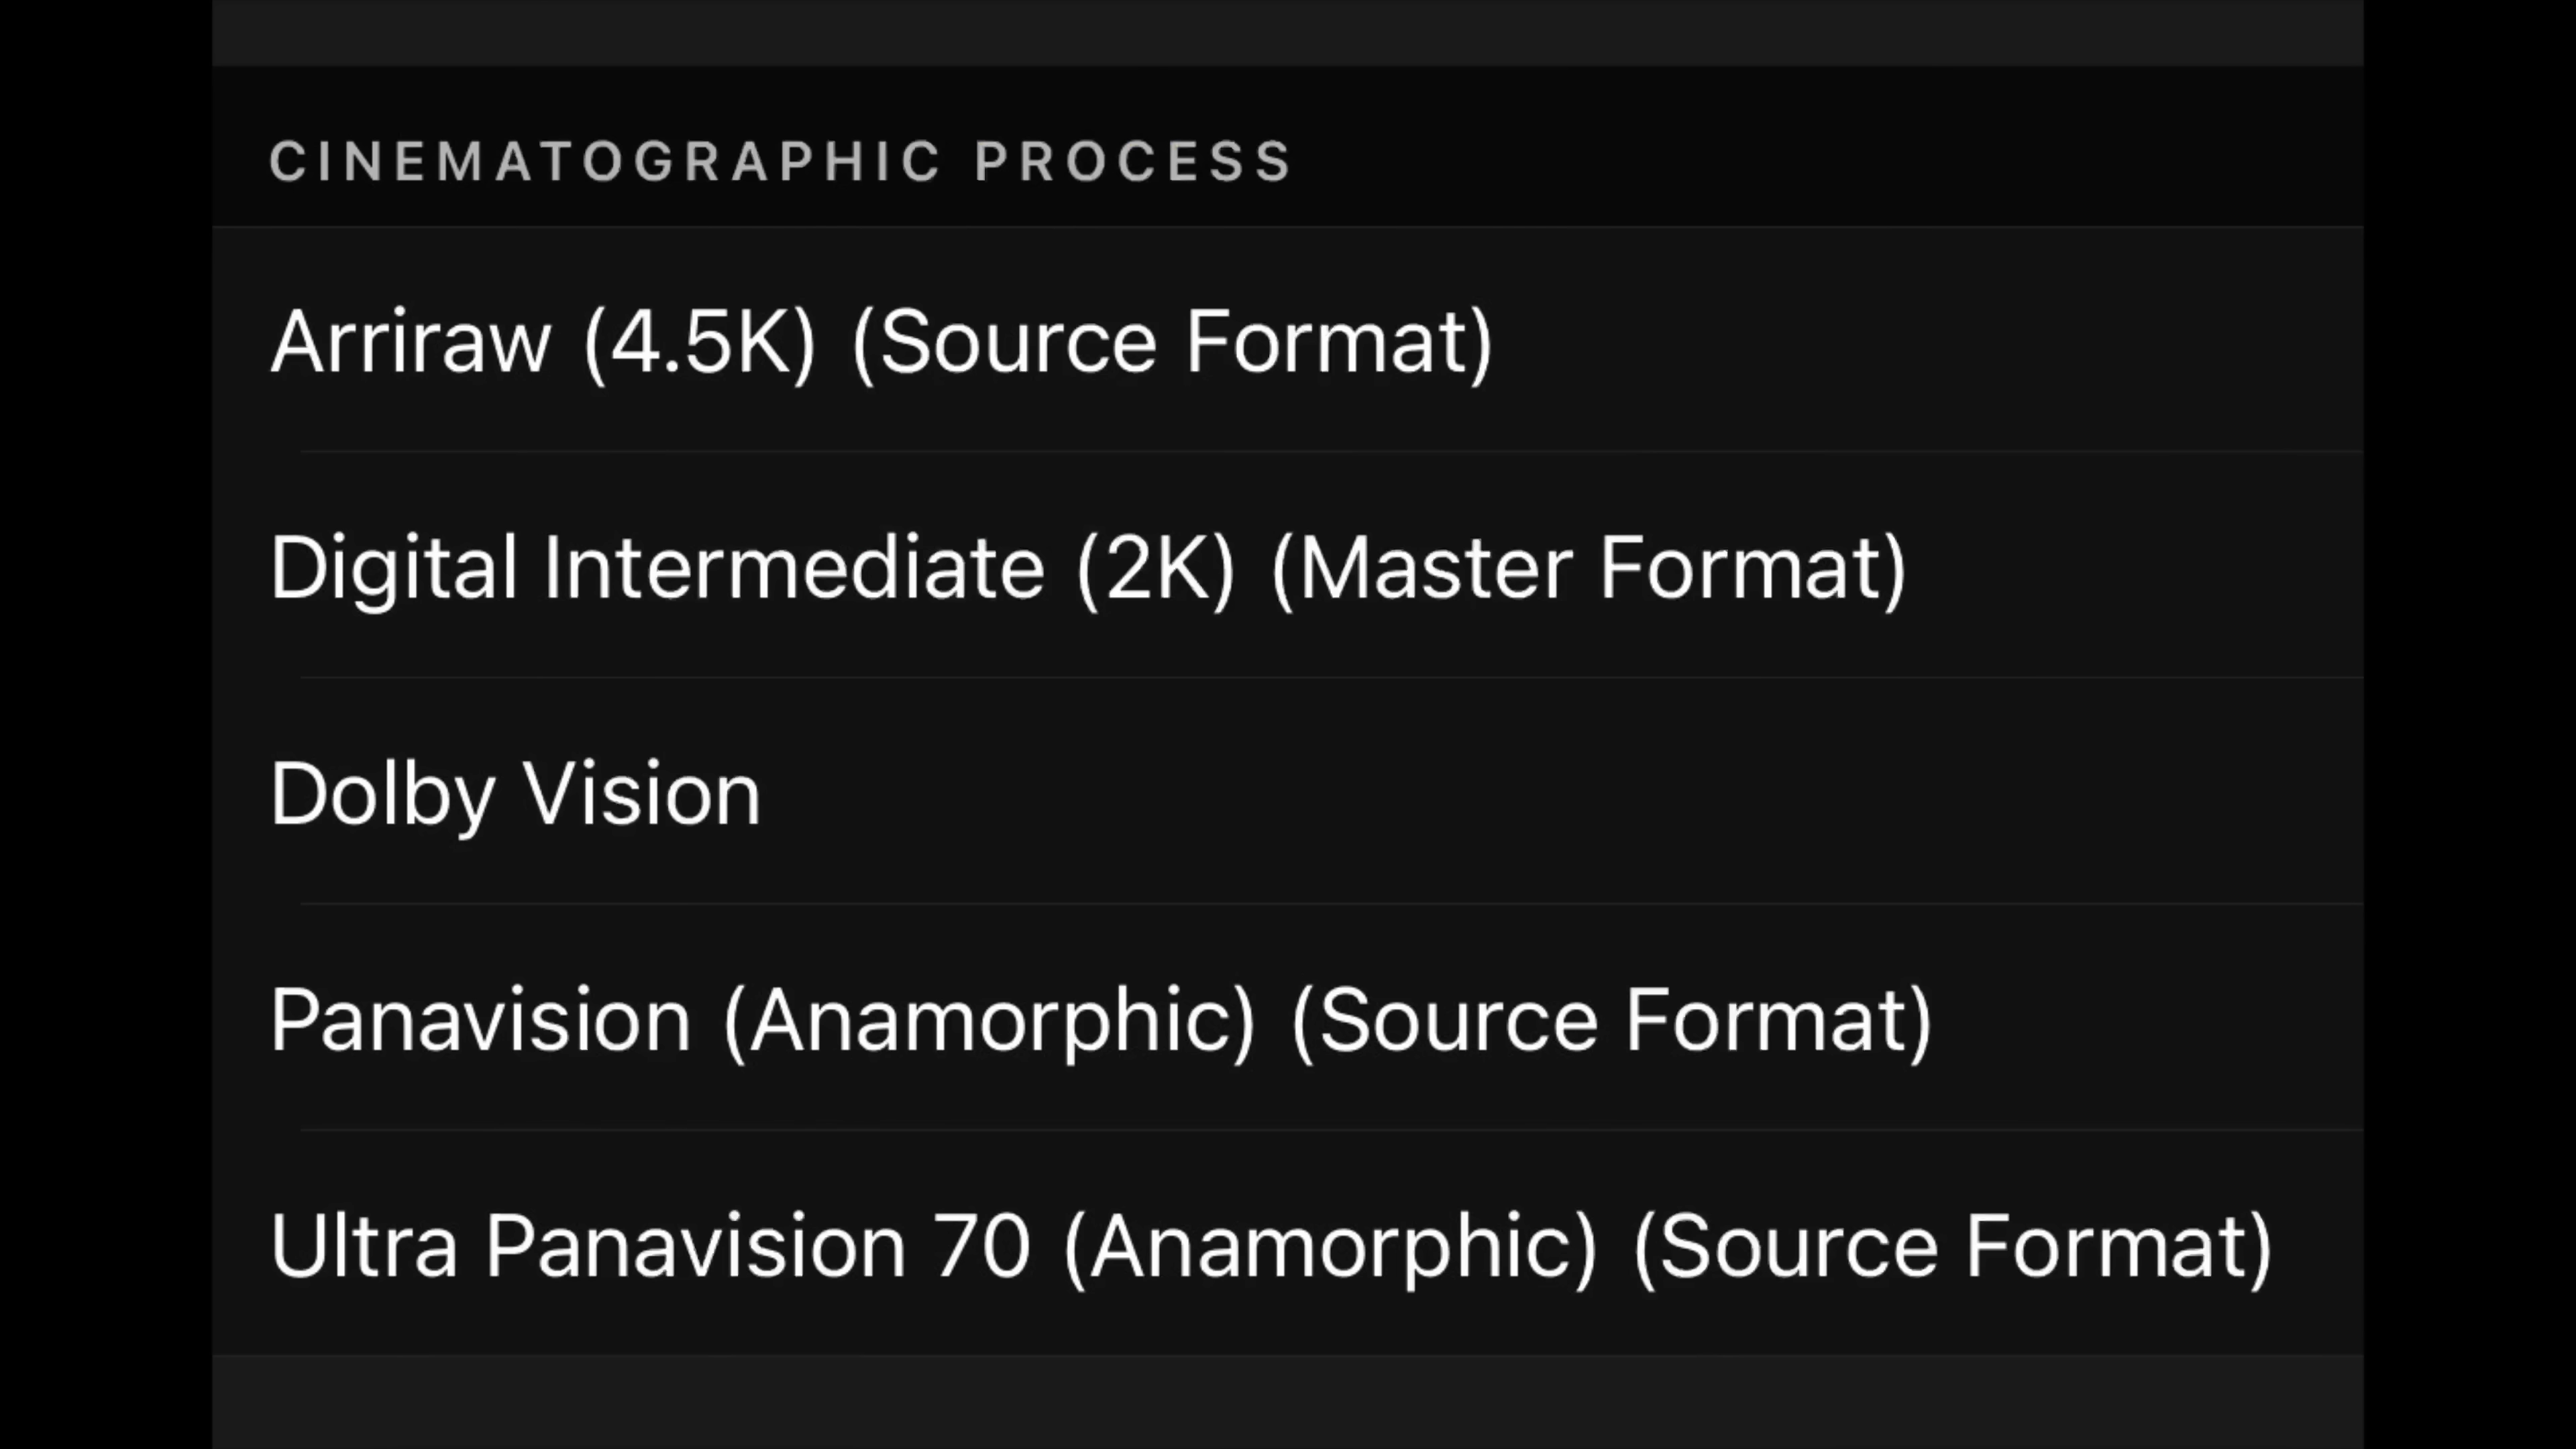 CINEMATOGRAPHIC PROCESS
Arriraw (4.5K) (Source Format)
Digital Intermediate (2K) (Master Format)
Dolby Vision
Panavision (Anamorphic) (Source Format)
Ultra Panavision 70 (Anamorphic) (Source Format)